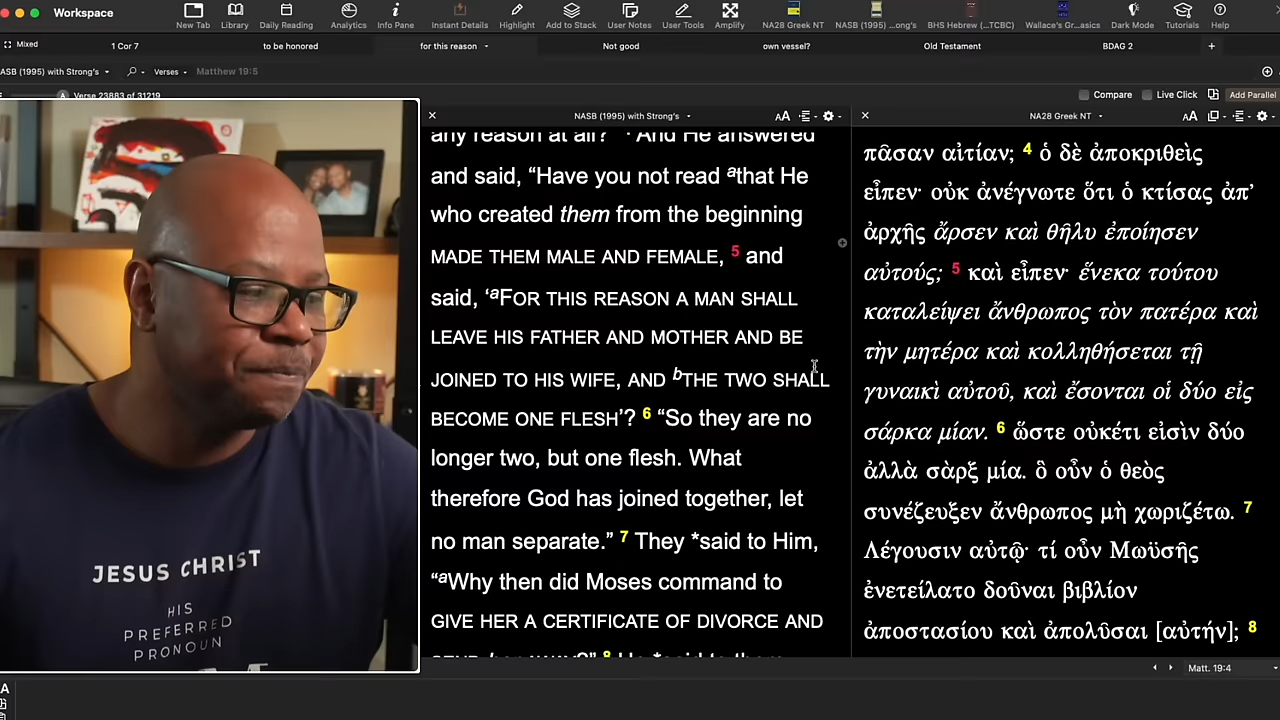 Workspace
New Tab
Library
Daily Reading
Analytics
Info Pane
Instant Details
Highlight
Add to Stack
User Notes
User Tools
Amplify
NA28 Greek NT
NASB (1995) ...ong's
BHS Hebrew (...TCBC)
Wallace's Gr...asics
Dark Mode
Tutorials
Help
Mixed
1 Cor 7
to be honored
for this reason
Not good
own vessel?
Old Testament
BDAG 2
+
ASB (1995) with Strong's
Verses
Matthew 19:5
Verse 23883 of 31219
Compare
Live Click
Add Parallel
NASB (1995) with Strong's
any reason at all?” And He answered
and said, “Have you not read athat He
who created them from the beginning
MADE THEM MALE AND FEMALE, 5 and
said, ‘aFOR THIS REASON A MAN SHALL
LEAVE HIS FATHER AND MOTHER AND BE
JOINED TO HIS WIFE, AND bTHE TWO SHALL
BECOME ONE FLESH’? 6 “So they are no
longer two, but one flesh. What
therefore God has joined together, let
no man separate.” 7 They *said to Him,
“aWhy then did Moses command to
GIVE HER A CERTIFICATE OF DIVORCE AND
NA28 Greek NT
πᾶσαν αἰτίαν; 4 ὁ δὲ ἀποκριθεὶς
εἶπεν· οὐκ ἀνέγνωτε ὅτι ὁ κτίσας ἀπ’
ἀρχῆς ἄρσεν καὶ θῆλυ ἐποίησεν
αὐτούς; 5 καὶ εἶπεν· ἕνεκα τούτου
καταλείψει ἄνθρωπος τὸν πατέρα καὶ
τὴν μητέρα καὶ κολληθήσεται τῇ
γυναικὶ αὐτοῦ, καὶ ἔσονται οἱ δύο εἰς
σάρκα μίαν. 6 ὥστε οὐκέτι εἰσὶν δύο
ἀλλὰ σὰρξ μία. ὃ οὖν ὁ θεὸς
συνέζευξεν ἄνθρωπος μὴ χωριζέτω. 7
Λέγουσιν αὐτῷ· τί οὖν Μωϋσῆς
ἐνετείλατο δοῦναι βιβλίον
ἀποστασίου καὶ ἀπολῦσαι [αὐτήν]; 8
Matt. 19:4
JESUS CHRIST
HIS
PREFERRED
PRONOUN